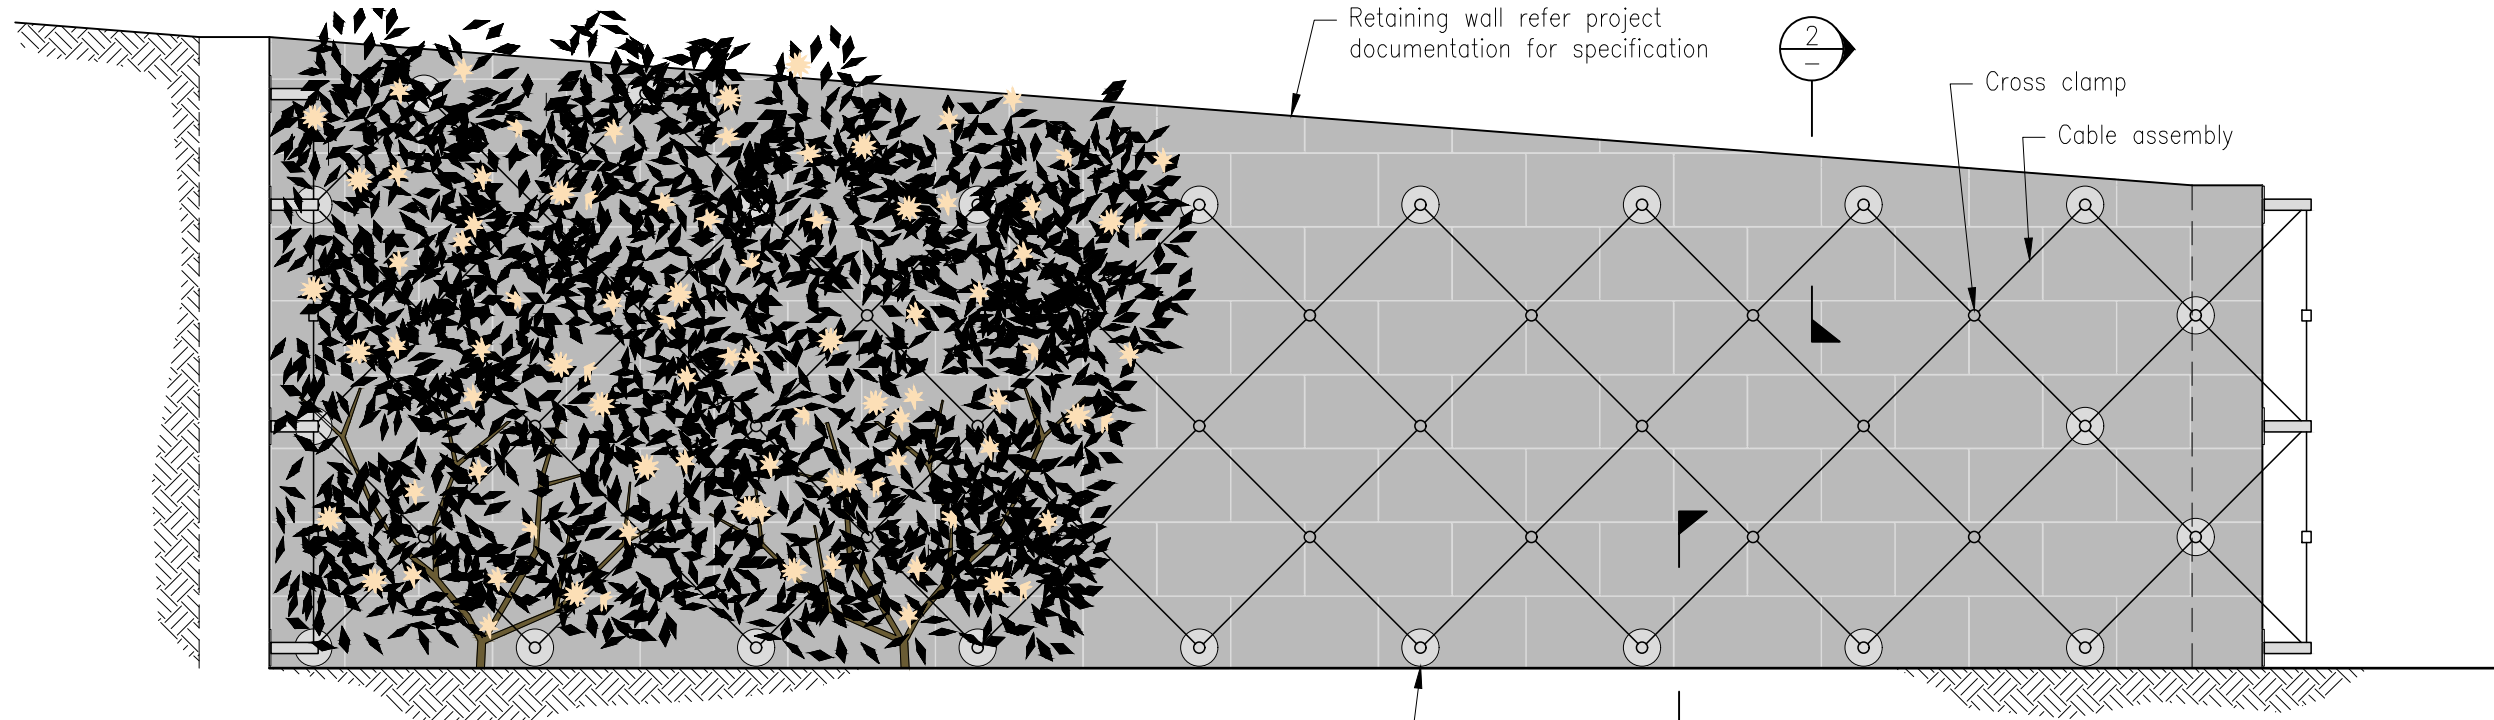 Retaining wall refer project
documentation for specification
2
—
Cross clamp
Cable assembly